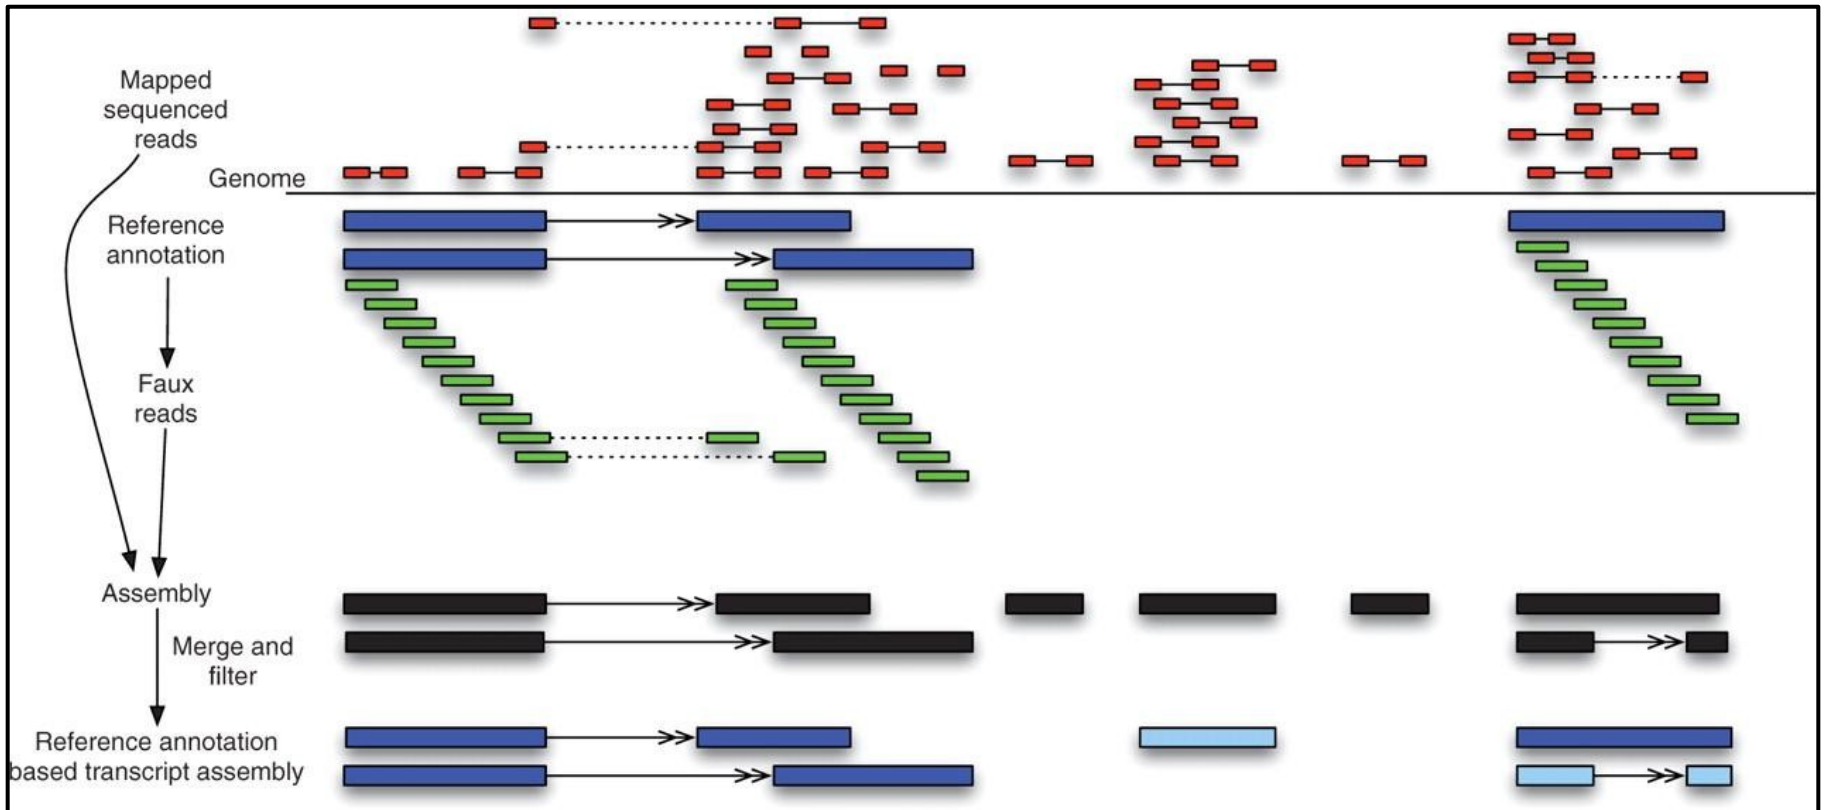 Mapped
sequenced
reads
Genome
Reference
annotation
Faux
reads
Assembly
Merge and
filter
Reference annotation
based transcript assembly